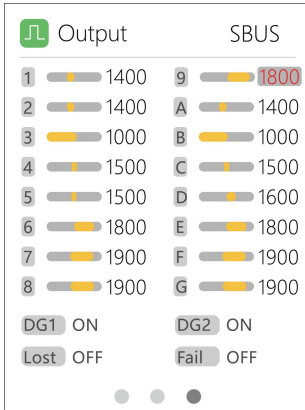 Output SBUS
1 1400 9 1800
2 1400 A 1400
3 1000 B 1000
4 1500 C 1500
5 1500 D 1600
6 1800 E 1800
7 1900 F 1900
8 1900 G 1900
DG1 ON DG2 ON
Lost OFF Fail OFF